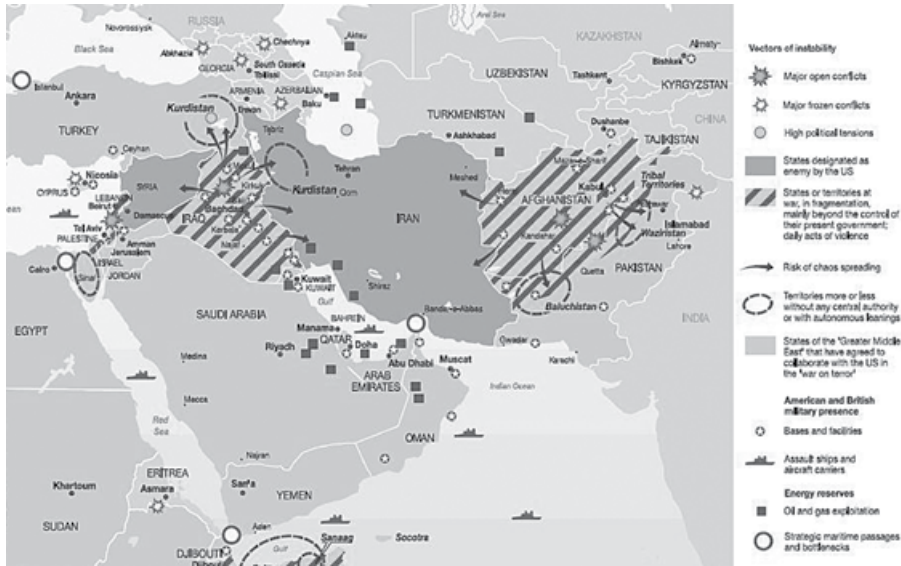 RUSSIA
Novorossiysk
Black Sea
Abkhazia
Chechnya
GEORGIA
South Ossetia
Tbilissi
Caspian Sea
Aktau
Aral Sea
KAZAKHSTAN
Almaty
Bishkek
UZBEKISTAN
Tashkent
KYRGYZSTAN
Istanbul
Ankara
TURKEY
Kurdistan
ARMENIA
AZERBAIJAN
Baku
TURKMENISTAN
Ashkhabad
Dushanbe
TAJIKISTAN
CHINA
Ceyhan
Tabriz
Tehran
Meshed
Kabul
Tribal
Territories
Nicosia
CYPRUS
SYRIA
LEBANON
Beirut
Damascus
Kurdistan
Qom
IRAN
AFGHANISTAN
Islamabad
Waziristan
Lahore
Tel Aviv
PALESTINE
Amman
Jerusalem
ISRAEL
JORDAN
IRAQ
Baghdad
Kerbala
Najaf
Kandahar
Quetta
PAKISTAN
Cairo
Sinai
Kuwait
KUWAIT
Shiraz
Baluchistan
EGYPT
SAUDI ARABIA
Gulf
BAHREIN
Manama
Bandar-e-Abbas
Gwadar
Karachi
INDIA
Riyadh
QATAR
Doha
Abu Dhabi
Muscat
Medina
ARAB
EMIRATES
Indian Ocean
Mecca
Red
Sea
OMAN
Najran
ERITREA
Asmara
Khartoum
San'a
YEMEN
SUDAN
Aden
DJIBOUTI
Gulf
Sanaag
Socotra
Vectors of instability
Major open conflicts
Major frozen conflicts
High political tensions
States designated as
enemy by the US
States or territories at
war, in fragmentation,
mainly beyond the control of
their present government;
daily acts of violence
Risk of chaos spreading
Territories more or less
without any central authority
or with autonomous leanings
States of the "Greater Middle
East" that have agreed to
collaborate with the US in
the "war on terror"
American and British
military presence
Bases and facilities
Assault ships and
aircraft carriers
Energy reserves
Oil and gas exploitation
Strategic maritime passages
and bottlenecks